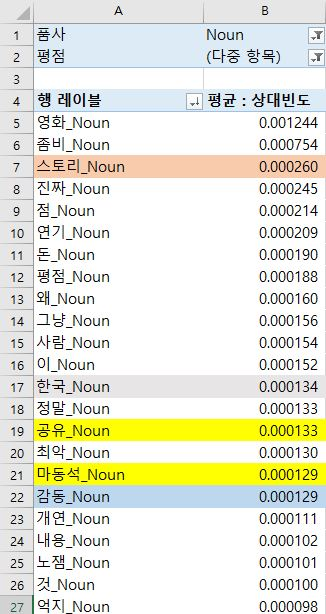 A B
1 품사 Noun
2 평점 (다중 항목)
3
4 행 레이블 평균 : 상대빈도
5 영화_Noun 0.001244
6 좀비_Noun 0.000754
7 스토리_Noun 0.000260
8 진짜_Noun 0.000245
9 점_Noun 0.000214
10 연기_Noun 0.000209
11 돈_Noun 0.000190
12 평점_Noun 0.000188
13 왜_Noun 0.000160
14 그냥_Noun 0.000156
15 사람_Noun 0.000154
16 이_Noun 0.000152
17 한국_Noun 0.000134
18 정말_Noun 0.000133
19 공유_Noun 0.000133
20 최악_Noun 0.000130
21 마동석_Noun 0.000129
22 감동_Noun 0.000129
23 개연_Noun 0.000111
24 내용_Noun 0.000102
25 노잼_Noun 0.000101
26 것_Noun 0.000100
27 억지_Noun 0.000098